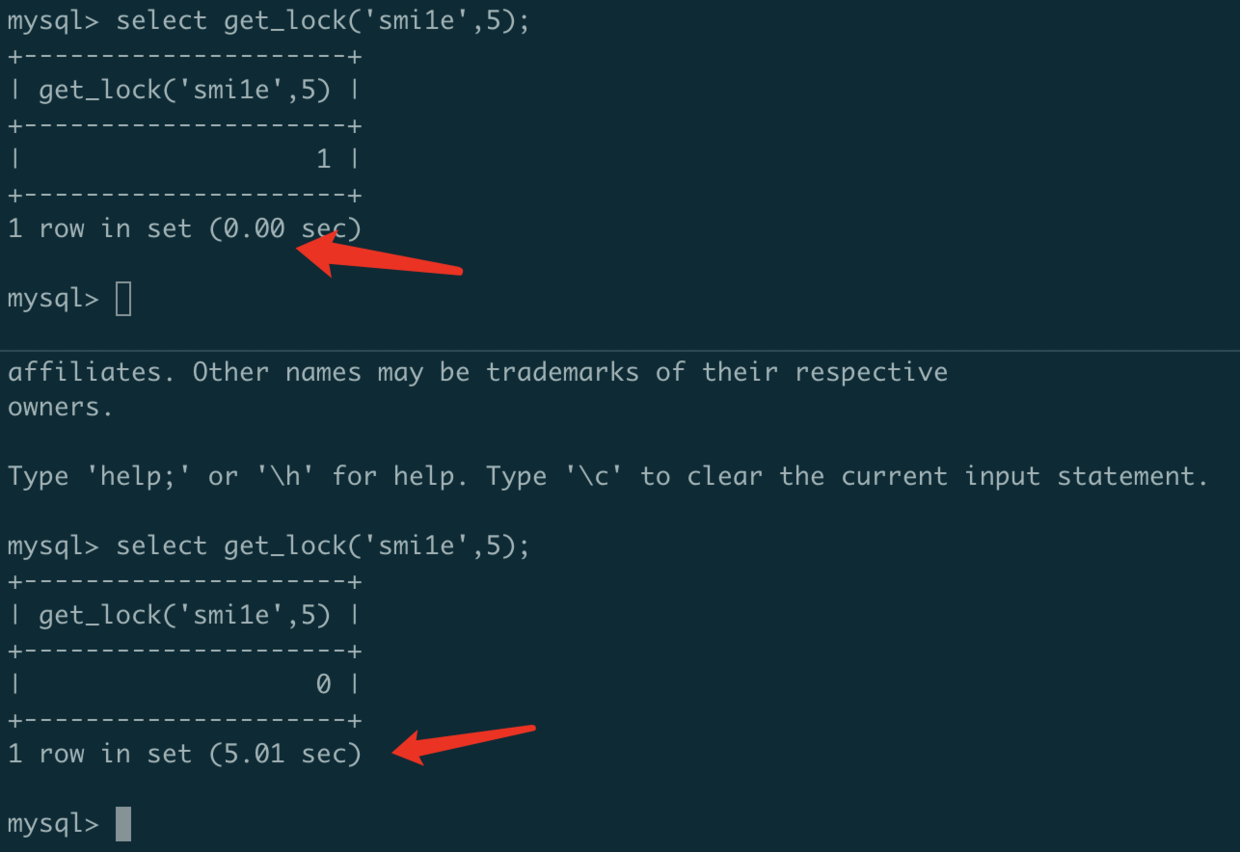 mysql> select get_lock('smi1e',5);
+--------------------+
| get_lock('smi1e',5) |
+--------------------+
|                   1 |
+--------------------+
1 row in set (0.00 sec)
mysql>
affiliates. Other names may be trademarks of their respective
owners.
Type 'help;' or '\h' for help. Type '\c' to clear the current input statement.
mysql> select get_lock('smi1e',5);
+--------------------+
| get_lock('smi1e',5) |
+--------------------+
|                   0 |
+--------------------+
1 row in set (5.01 sec)
mysql>